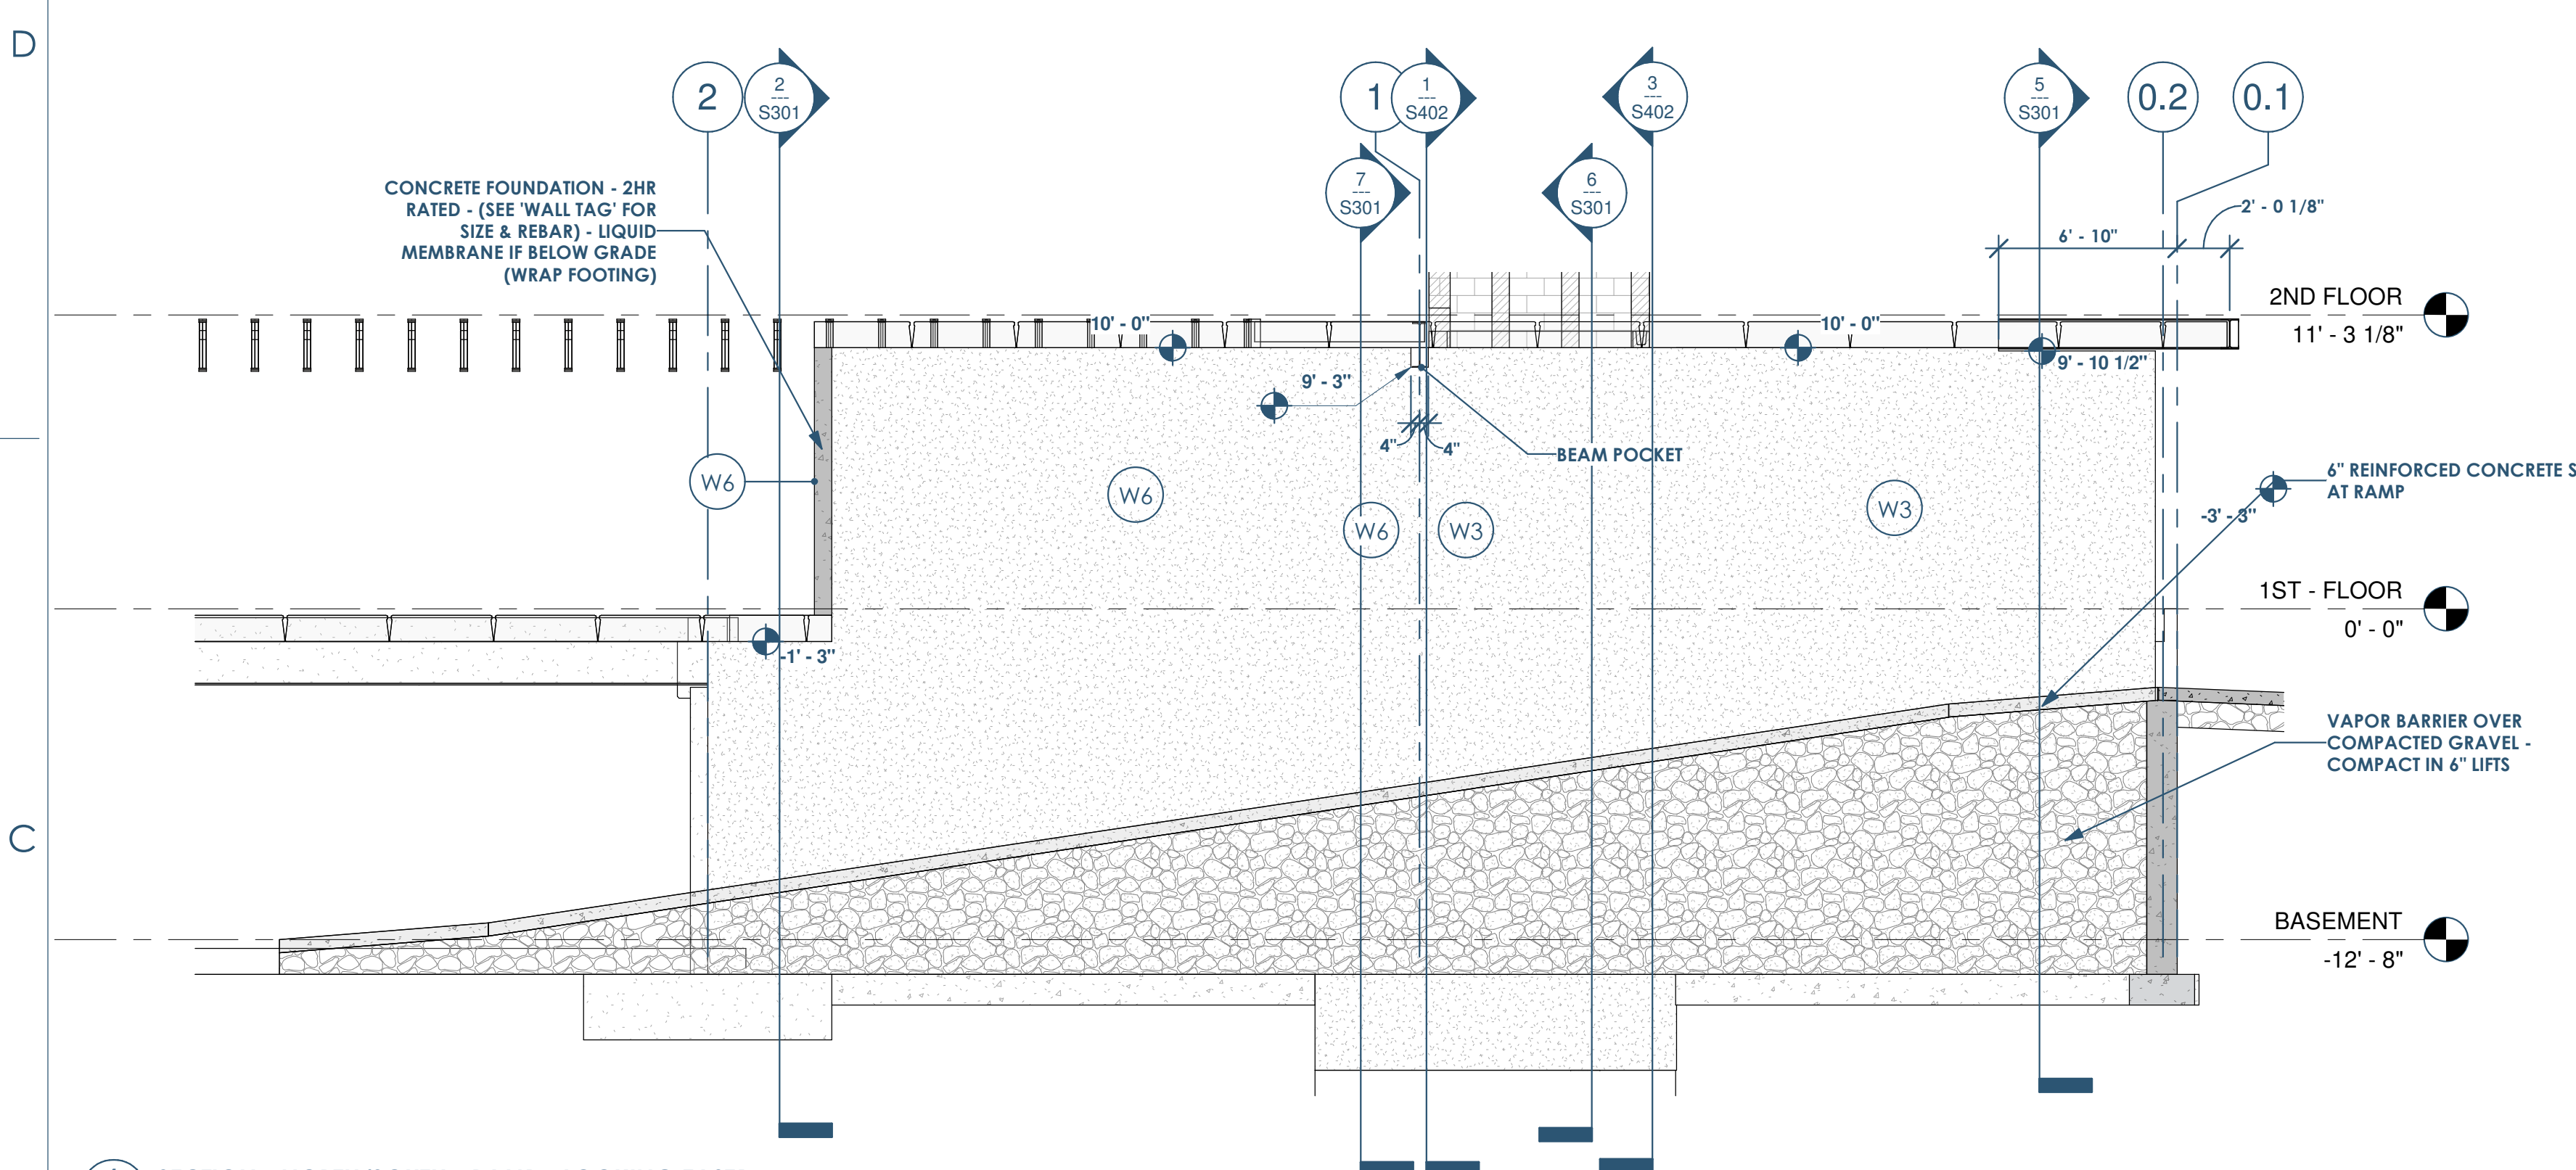 D
2
2
---
S301
1
1
---
S402
3
---
S402
5
---
S301
0.2
0.1
7
---
S301
6
---
S301
CONCRETE FOUNDATION - 2HR
RATED - (SEE 'WALL TAG' FOR
SIZE & REBAR) - LIQUID
MEMBRANE IF BELOW GRADE
(WRAP FOOTING)
2' - 0 1/8"
6' - 10"
2ND FLOOR
11' - 3 1/8"
10' - 0"
10' - 0"
9' - 10 1/2"
9' - 3"
4"
4"
BEAM POCKET
W6
W6
W6
W3
W3
6" REINFORCED CONCRETE S
AT RAMP
-3' - 3"
1ST - FLOOR
0' - 0"
-1' - 3"
VAPOR BARRIER OVER
COMPACTED GRAVEL -
COMPACT IN 6" LIFTS
C
BASEMENT
-12' - 8"